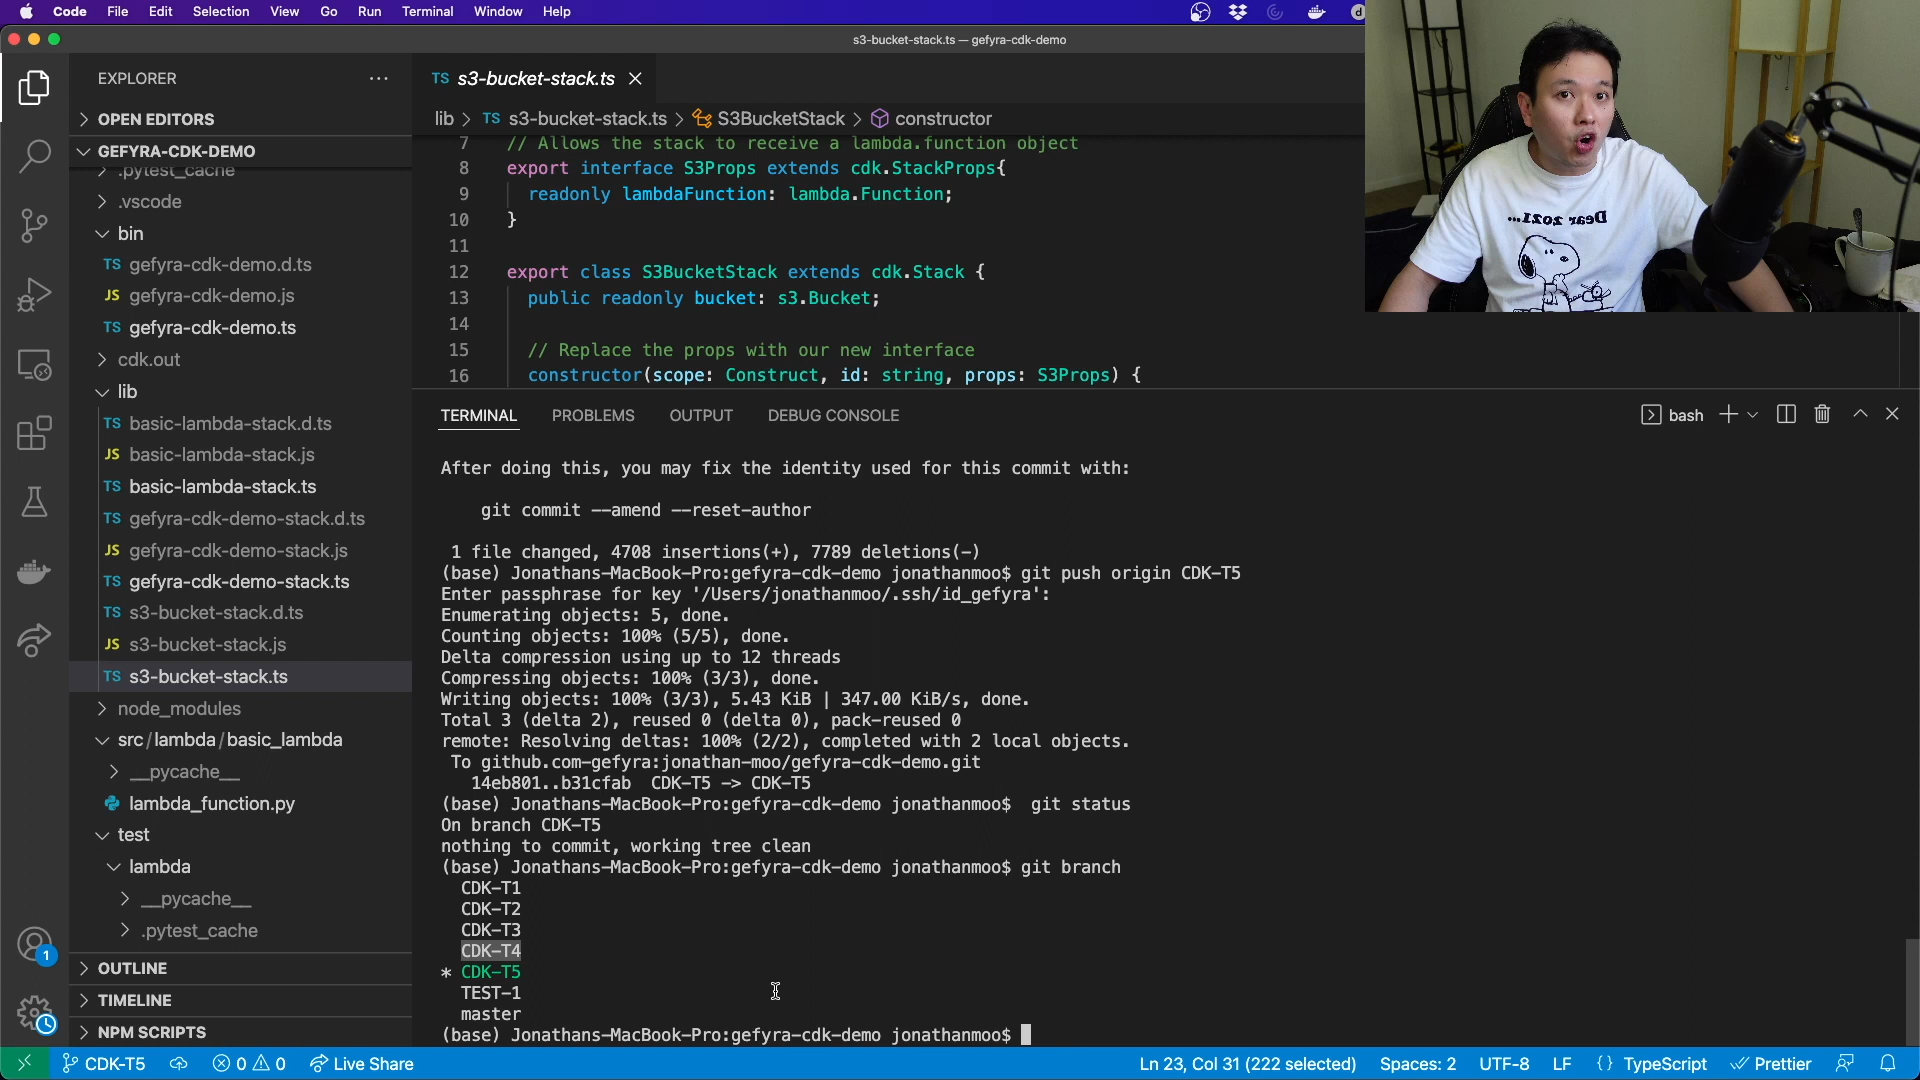 Code File Edit Selection View Go Run Terminal Window Help
s3-bucket-stack.ts — gefyra-cdk-demo
EXPLORER
OPEN EDITORS
GEFYRA-CDK-DEMO
.pytest_cache
.vscode
bin
TS gefyra-cdk-demo.d.ts
JS gefyra-cdk-demo.js
TS gefyra-cdk-demo.ts
cdk.out
lib
TS basic-lambda-stack.d.ts
JS basic-lambda-stack.js
TS basic-lambda-stack.ts
TS gefyra-cdk-demo-stack.d.ts
JS gefyra-cdk-demo-stack.js
TS gefyra-cdk-demo-stack.ts
TS s3-bucket-stack.d.ts
JS s3-bucket-stack.js
TS s3-bucket-stack.ts
node_modules
src/lambda/basic_lambda
__pycache__
lambda_function.py
test
lambda
__pycache__
.pytest_cache
OUTLINE
TIMELINE
NPM SCRIPTS
1
TS s3-bucket-stack.ts
lib > TS s3-bucket-stack.ts > S3BucketStack > constructor
7 // Allows the stack to receive a lambda.function object
8 export interface S3Props extends cdk.StackProps{
9 readonly lambdaFunction: lambda.Function;
10 }
11
12 export class S3BucketStack extends cdk.Stack {
13 public readonly bucket: s3.Bucket;
14
15 // Replace the props with our new interface
16 constructor(scope: Construct, id: string, props: S3Props) {
Dear 2021...
TERMINAL PROBLEMS OUTPUT DEBUG CONSOLE
bash
After doing this, you may fix the identity used for this commit with:
git commit --amend --reset-author
1 file changed, 4708 insertions(+), 7789 deletions(-)
(base) Jonathans-MacBook-Pro:gefyra-cdk-demo jonathanmoo$ git push origin CDK-T5
Enter passphrase for key '/Users/jonathanmoo/.ssh/id_gefyra':
Enumerating objects: 5, done.
Counting objects: 100% (5/5), done.
Delta compression using up to 12 threads
Compressing objects: 100% (3/3), done.
Writing objects: 100% (3/3), 5.43 KiB | 347.00 KiB/s, done.
Total 3 (delta 2), reused 0 (delta 0), pack-reused 0
remote: Resolving deltas: 100% (2/2), completed with 2 local objects.
To github.com-gefyra:jonathan-moo/gefyra-cdk-demo.git
14eb801..b31cfab CDK-T5 -> CDK-T5
(base) Jonathans-MacBook-Pro:gefyra-cdk-demo jonathanmoo$ git status
On branch CDK-T5
nothing to commit, working tree clean
(base) Jonathans-MacBook-Pro:gefyra-cdk-demo jonathanmoo$ git branch
CDK-T1
CDK-T2
CDK-T3
CDK-T4
* CDK-T5
TEST-1
master
(base) Jonathans-MacBook-Pro:gefyra-cdk-demo jonathanmoo$
CDK-T5 0 0 Live Share Ln 23, Col 31 (222 selected) Spaces: 2 UTF-8 LF {} TypeScript Prettier